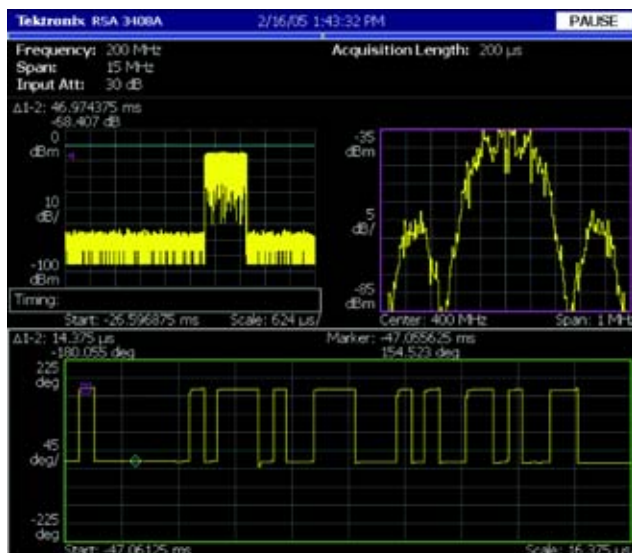 Tektronix RSA 3408A 2/16/05 1:43:32 PM PAUSE
Frequency: 200 MHz Acquisition Length: 200 µs
Span: 15 MHz
Input Att: 30 dB
Δ1-2: 46.974375 ms
-58.407 dB
0
dBm
10
dB/
-100
dBm
Timing:
Start: -26.596875 ms Scale: 624 µs/
-35
dBm
5
dB/
-85
dBm
Center: 400 MHz Span: 1 MHz
Δ1-2: 14.375 µs Marker: -47.055625 ms
-180.055 deg 154.523 deg
225
deg
45
deg/
-225
deg
Start: -47.06125 ms Scale: 16.375 µs/